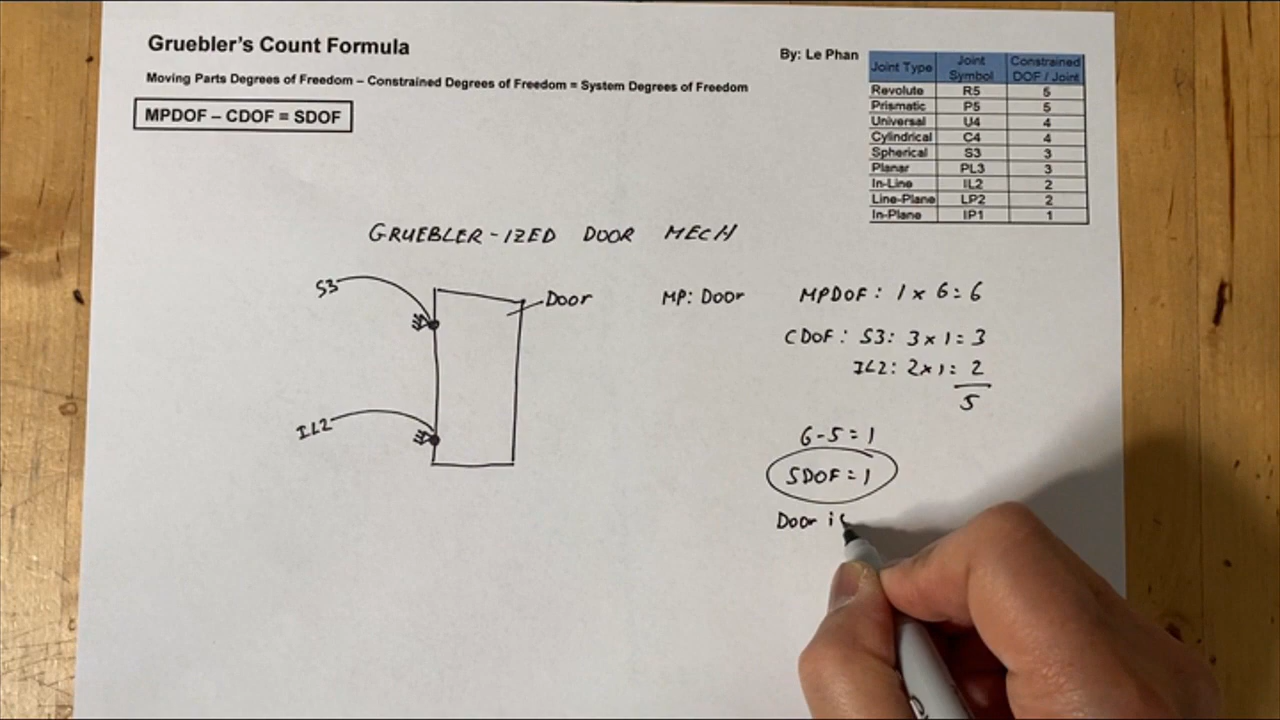 Gruebler's Count Formula
By: Le Phan
Moving Parts Degrees of Freedom – Constrained Degrees of Freedom = System Degrees of Freedom
MPDOF – CDOF = SDOF
Joint Type Joint Symbol Constrained DOF / Joint
Revolute R5 5
Prismatic P5 5
Universal U4 4
Cylindrical C4 4
Spherical S3 3
Planar PL3 3
In-Line IL2 2
Line-Plane LP2 2
In-Plane IP1 1
GRUEBLER-IZED DOOR MECH
S3
Door
IL2
MP: Door
MPDOF: 1 x 6 = 6
CDOF: S3: 3 x 1 = 3
IL2: 2 x 1 = 2
5
6-5 = 1
SDOF = 1
Door is